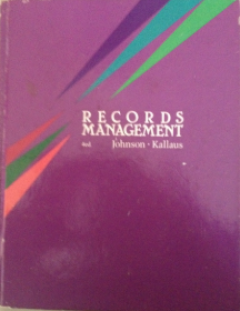 RECORDS
MANAGEMENT
Johnson · Kallaus